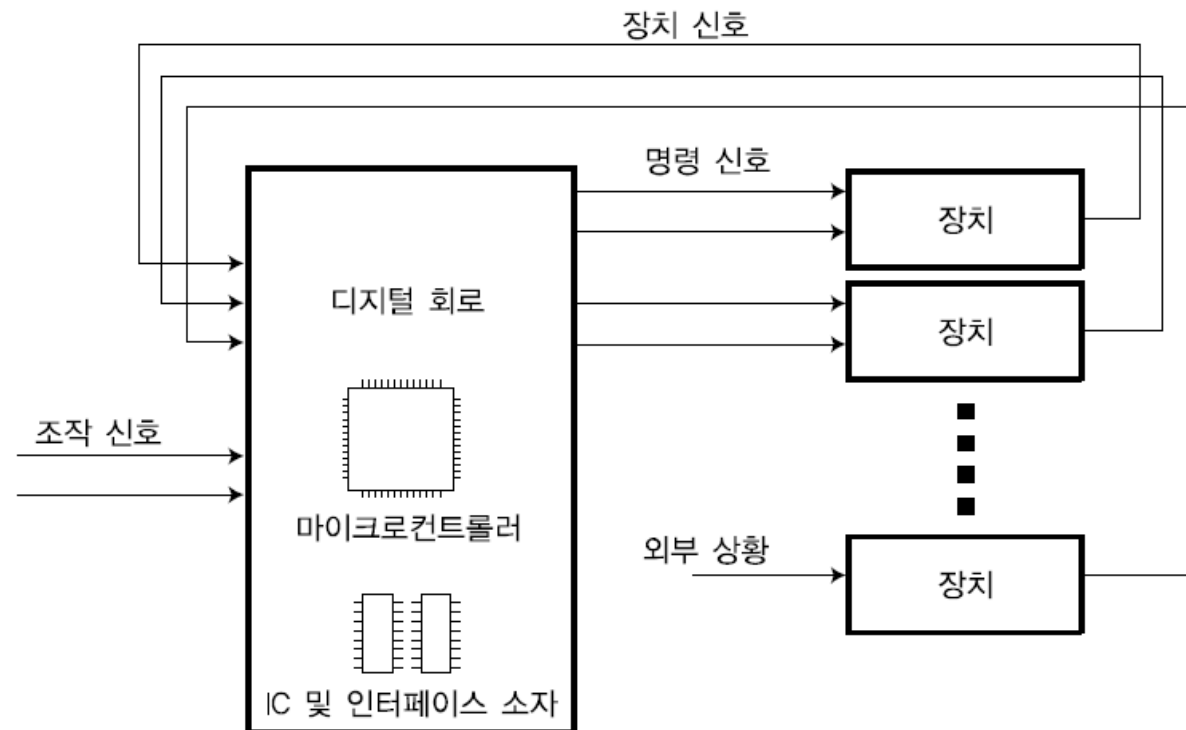 장치 신호
명령 신호
장치
디지털 회로
장치
조작 신호
마이크로컨트롤러
외부 상황
장치
IC 및 인터페이스 소자